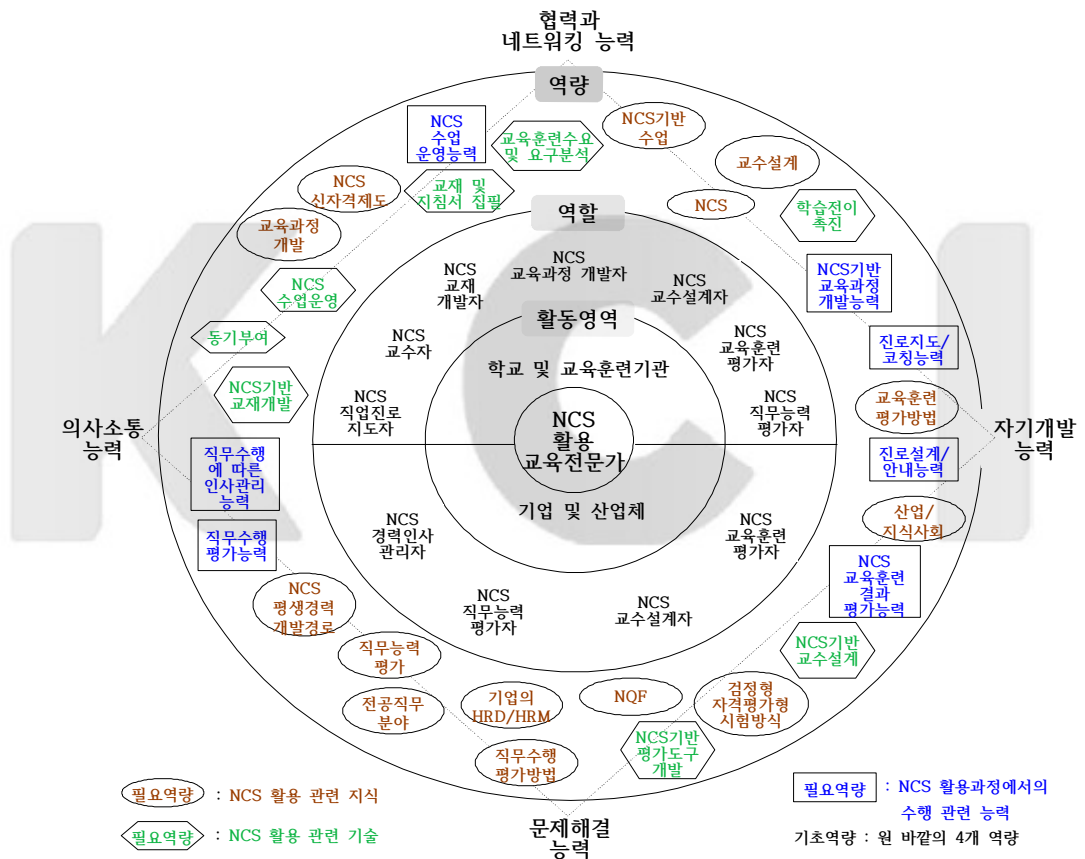 협력과
네트워킹 능력
역량
NCS
수업
운영능력
교육훈련수요
및 요구분석
NCS기반
수업
교수설계
NCS
신자격제도
교재 및
지침서 집필
NCS
학습전이
촉진
교육과정
개발
역할
NCS
교육과정 개발자
NCS
교재
개발자
NCS
교수설계자
NCS
수업운영
NCS기반
교육과정
개발능력
동기부여
NCS
교수자
활동영역
NCS
교육훈련
평가자
진로지도/
코칭능력
학교 및 교육훈련기관
NCS기반
교재개발
NCS
직업진로
지도자
NCS
직무능력
평가자
교육훈련
평가방법
의사소통
능력
NCS
활용
교육전문가
자기개발
능력
직무수행
에 따른
인사관리
능력
진로설계/
안내능력
기업 및 산업체
산업/
지식사회
직무수행
평가능력
NCS
경력인사
관리자
NCS
교육훈련
평가자
NCS
교육훈련
결과
평가능력
NCS
평생경력
개발경로
NCS
직무능력
평가자
NCS
교수설계자
직무능력
평가
NCS기반
교수설계
전공직무
분야
기업의
HRD/HRM
NQF
검정형
자격평가형
시험방식
직무수행
평가방법
NCS기반
평가도구
개발
필요역량 : NCS 활용 관련 지식
필요역량 : NCS 활용 관련 기술
문제해결
능력
필요역량 : NCS 활용과정에서의
수행 관련 능력
기초역량 : 원 바깥의 4개 역량
KCI